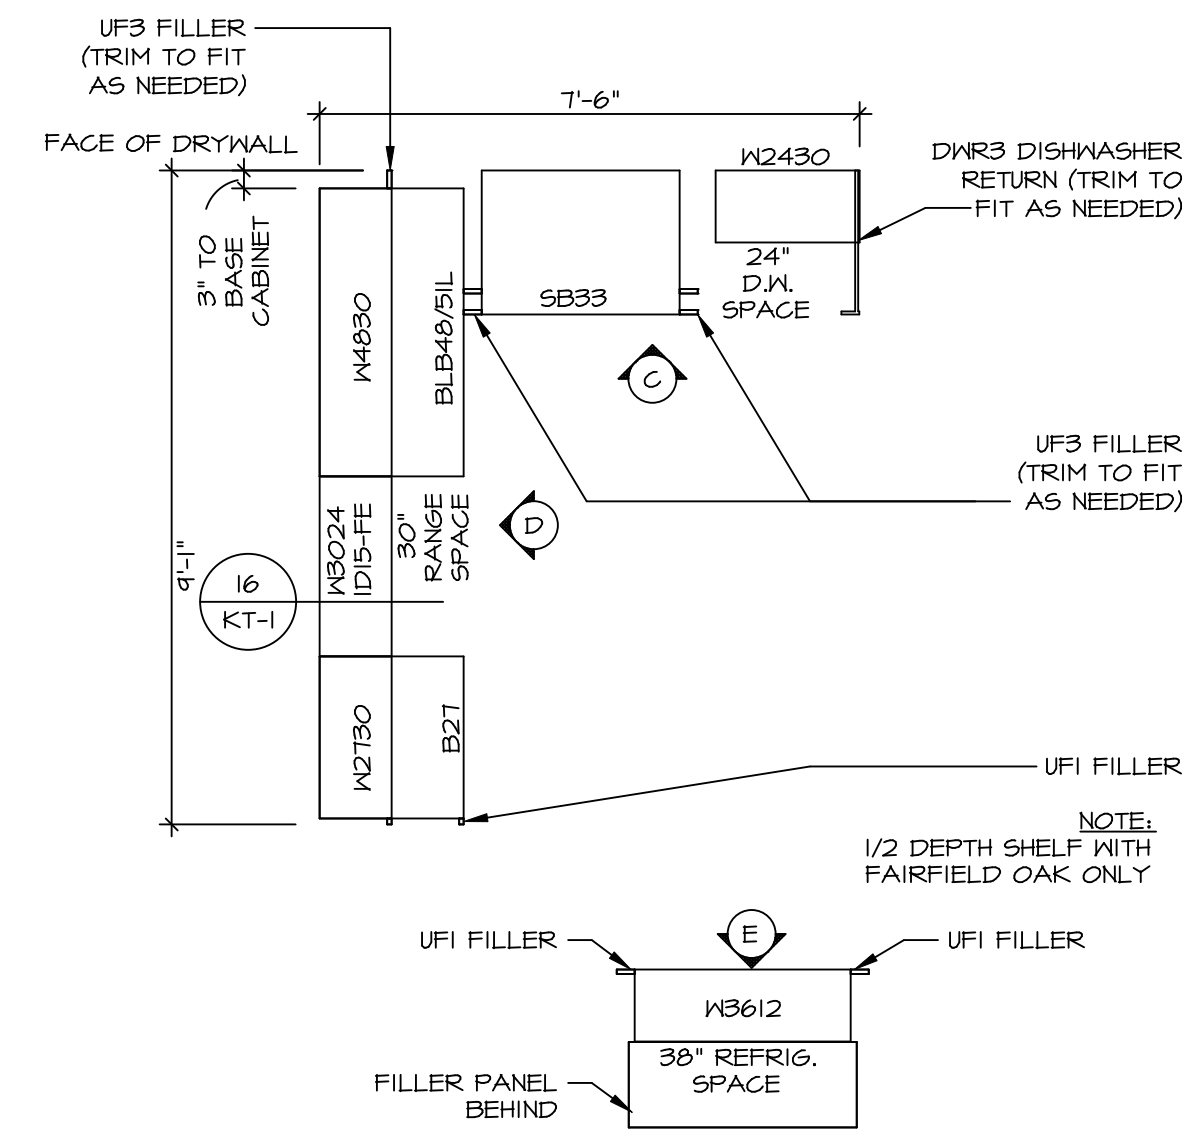 UF3 FILLER
(TRIM TO FIT
AS NEEDED)
7'-6"
FACE OF DRYWALL
W2430
DWR3 DISHWASHER
RETURN (TRIM TO
FIT AS NEEDED)
3" TO
BASE
CABINET
W4830
BLB48/51L
SB33
24"
D.W.
SPACE
C
UF3 FILLER
(TRIM TO FIT
AS NEEDED)
9'-1"
W3024
1D15-FE
30"
RANGE
SPACE
D
16
KT-1
W2730
B27
UF1 FILLER
NOTE:
1/2 DEPTH SHELF WITH
FAIRFIELD OAK ONLY
UF1 FILLER
E
UF1 FILLER
W3612
38" REFRIG.
SPACE
FILLER PANEL
BEHIND